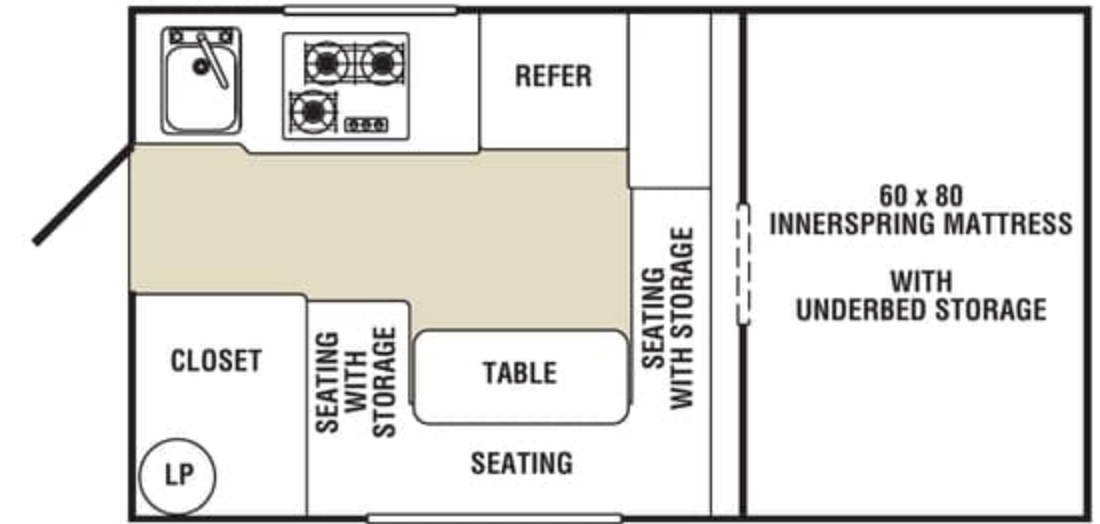 REFER
60 x 80
INNERSPRING MATTRESS
WITH
UNDERBED STORAGE
SEATING
WITH STORAGE
CLOSET
SEATING
WITH
STORAGE
TABLE
SEATING
LP